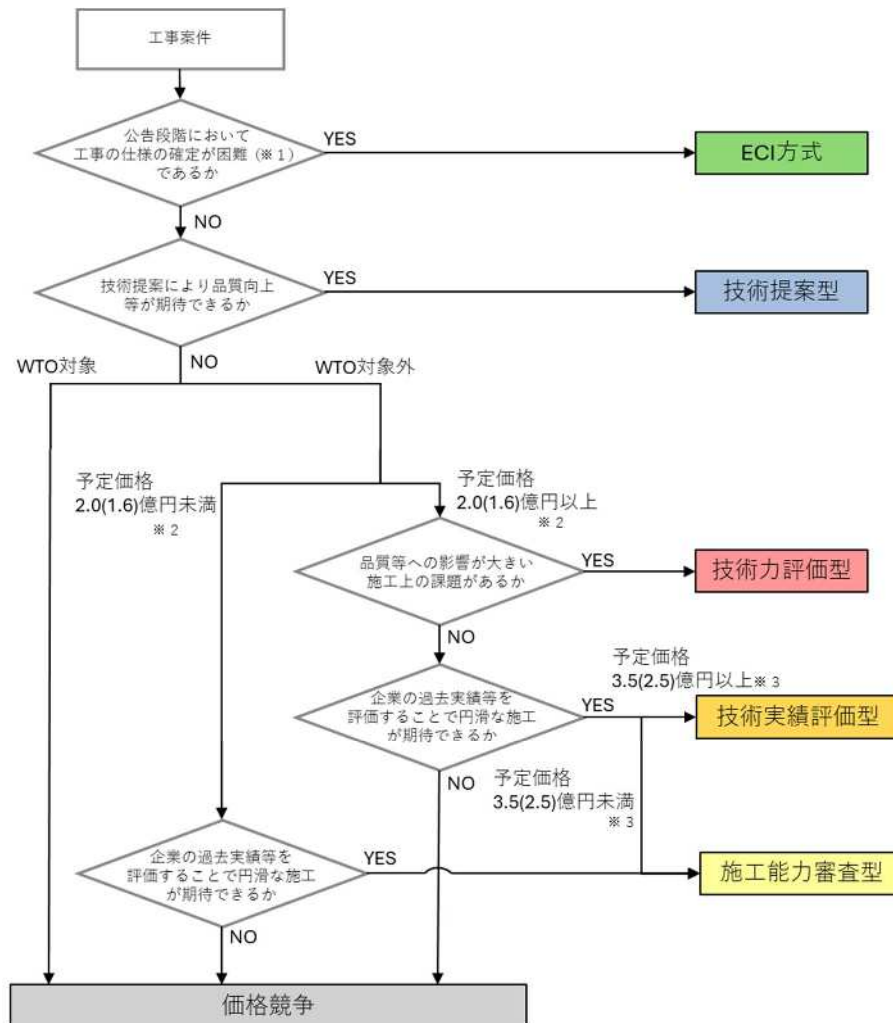 工事案件
公告段階において
工事の仕様の確定が困難（※１）
であるか
YES
ECI方式
NO
技術提案により品質向上
等が期待できるか
YES
技術提案型
NO
WTO対象
WTO対象外
予定価格
2.0(1.6)億円未満
※２
予定価格
2.0(1.6)億円以上
※２
品質等への影響が大きい
施工上の課題があるか
YES
技術力評価型
NO
企業の過去実績等を
評価することで円滑な施工
が期待できるか
YES
予定価格
3.5(2.5)億円以上※３
技術実績評価型
NO
予定価格
3.5(2.5)億円未満
※３
企業の過去実績等を
評価することで円滑な施工
が期待できるか
YES
施工能力審査型
NO
価格競争